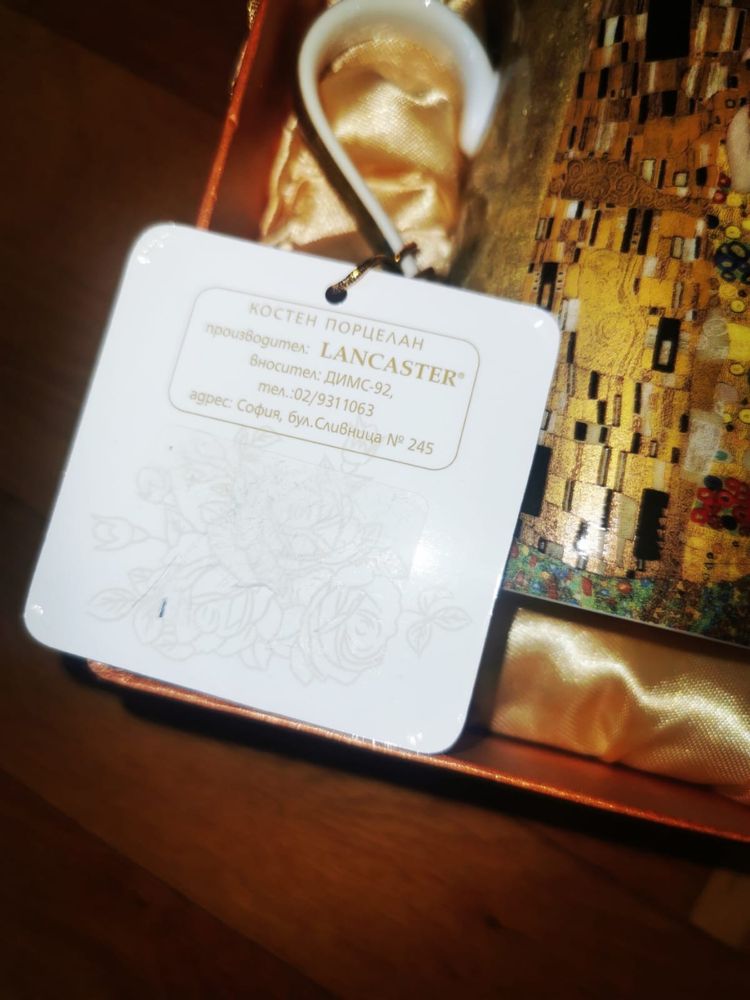 КОСТЕН ПОРЦЕЛАН
производител: LANCASTER®
вносител: ДИМС-92,
тел.:02/9311063
адрес: София, бул.Сливница № 245